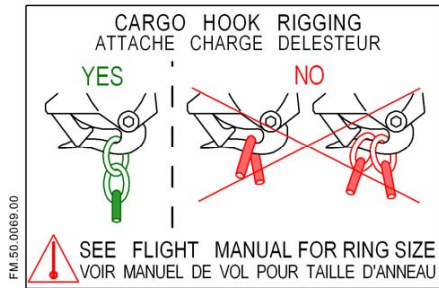 CARGO HOOK RIGGING
ATTACHE CHARGE DELESTEUR
YES
NO
FM.50.0069.00
SEE FLIGHT MANUAL FOR RING SIZE
VOIR MANUEL DE VOL POUR TAILLE D'ANNEAU